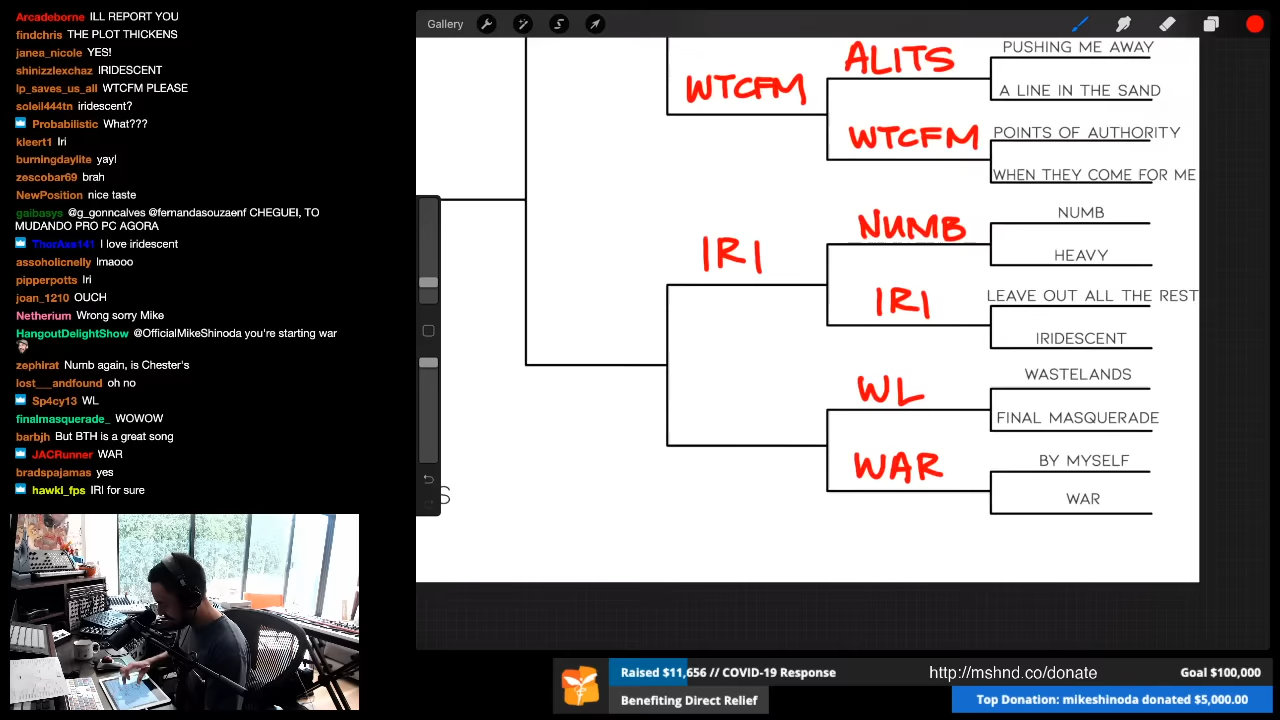 Arcadeborne ILL REPORT YOU
findchris THE PLOT THICKENS
janea_nicole YES!
shinizzlexchaz IRIDESCENT
lp_saves_us_all WTCFM PLEASE
soleil444tn iridescent?
Probabilistic What???
kleert1 Iri
burningdaylite yayl
zescobar69 brah
NewPosition nice taste
gaibasys @g_gonncalves @fernandasouzaenf CHEGUEI, TO
MUDANDO PRO PC AGORA
ThorAxe141 I love iridescent
assoholicnelly lmaooo
pipperpotts Iri
joan_1210 OUCH
Netherium Wrong sorry Mike
HangoutDelightShow @OfficialMikeShinoda you're starting war
zephirat Numb again, is Chester's
lost___andfound oh no
Sp4cy13 WL
finalmasquerade_ WOWOW
barbjh But BTH is a great song
JACRunner WAR
bradspajamas yes
hawki_fps IRI for sure
Gallery
WTCFM
ALITS
PUSHING ME AWAY
A LINE IN THE SAND
WTCFM
POINTS OF AUTHORITY
WHEN THEY COME FOR ME
IRI
NUMB
NUMB
HEAVY
IRI
LEAVE OUT ALL THE REST
IRIDESCENT
WL
WASTELANDS
FINAL MASQUERADE
WAR
BY MYSELF
WAR
S
Raised $11,656 // COVID-19 Response
http://mshnd.co/donate
Goal $100,000
Benefiting Direct Relief
Top Donation: mikeshinoda donated $5,000.00